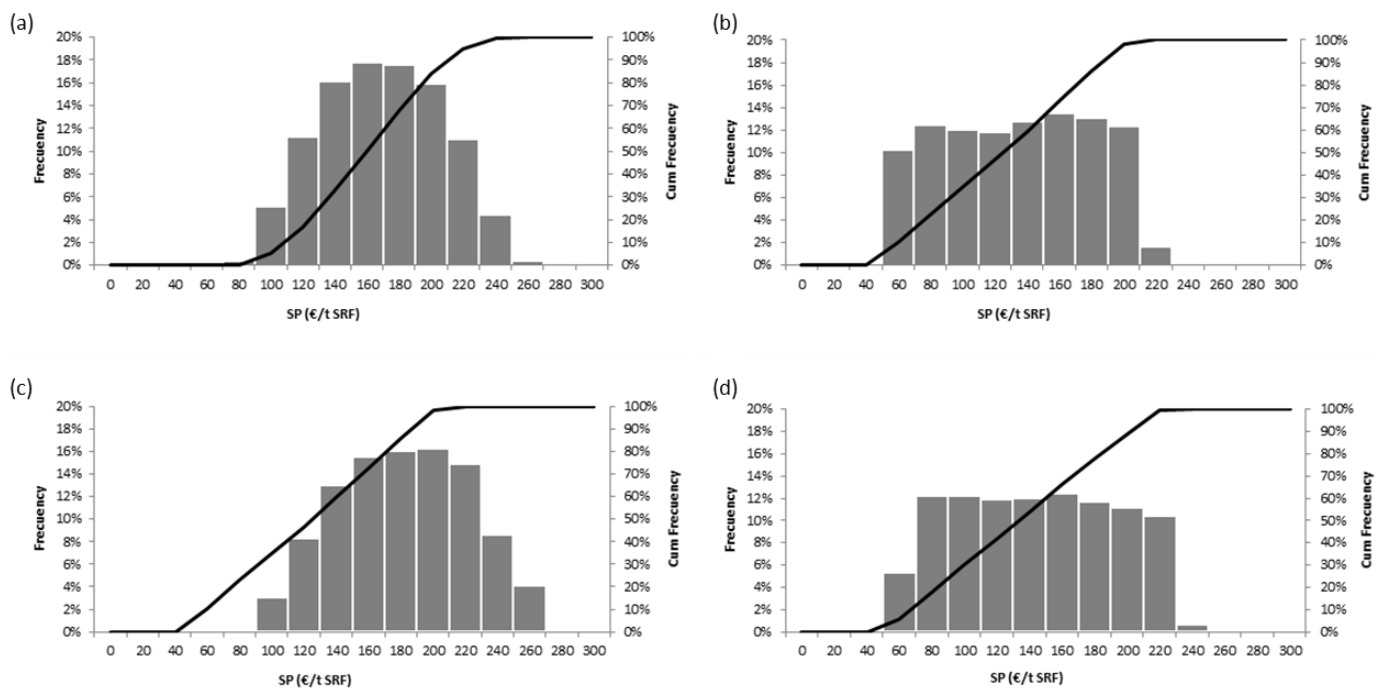 (a)
20% 100%
18% 90%
16% 80%
14% 70%
12% 60%
10% 50%
8% 40%
6% 30%
4% 20%
2% 10%
0% 0%
Frecuency
Cum Frecuency
0 20 40 60 80 100 120 140 160 180 200 220 240 260 280 300
SP (€/t SRF)
(b)
20% 100%
18% 90%
16% 80%
14% 70%
12% 60%
10% 50%
8% 40%
6% 30%
4% 20%
2% 10%
0% 0%
Frecuency
Cum Frecuency
0 20 40 60 80 100 120 140 160 180 200 220 240 260 280 300
SP (€/t SRF)
(c)
20% 100%
18% 90%
16% 80%
14% 70%
12% 60%
10% 50%
8% 40%
6% 30%
4% 20%
2% 10%
0% 0%
Frecuency
Cum Frecuency
0 20 40 60 80 100 120 140 160 180 200 220 240 260 280 300
SP (€/t SRF)
(d)
20% 100%
18% 90%
16% 80%
14% 70%
12% 60%
10% 50%
8% 40%
6% 30%
4% 20%
2% 10%
0% 0%
Frecuency
Cum Frecuency
0 20 40 60 80 100 120 140 160 180 200 220 240 260 280 300
SP (€/t SRF)